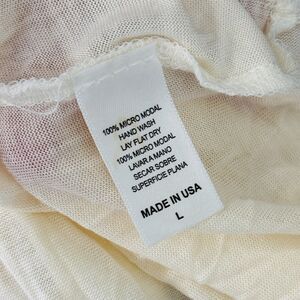 100% MICRO MODAL
HAND WASH
LAY FLAT DRY
100% MICRO MODAL
LAVAR A MANO
SECAR SOBRE
SUPERFICIE PLANA
MADE IN USA
L